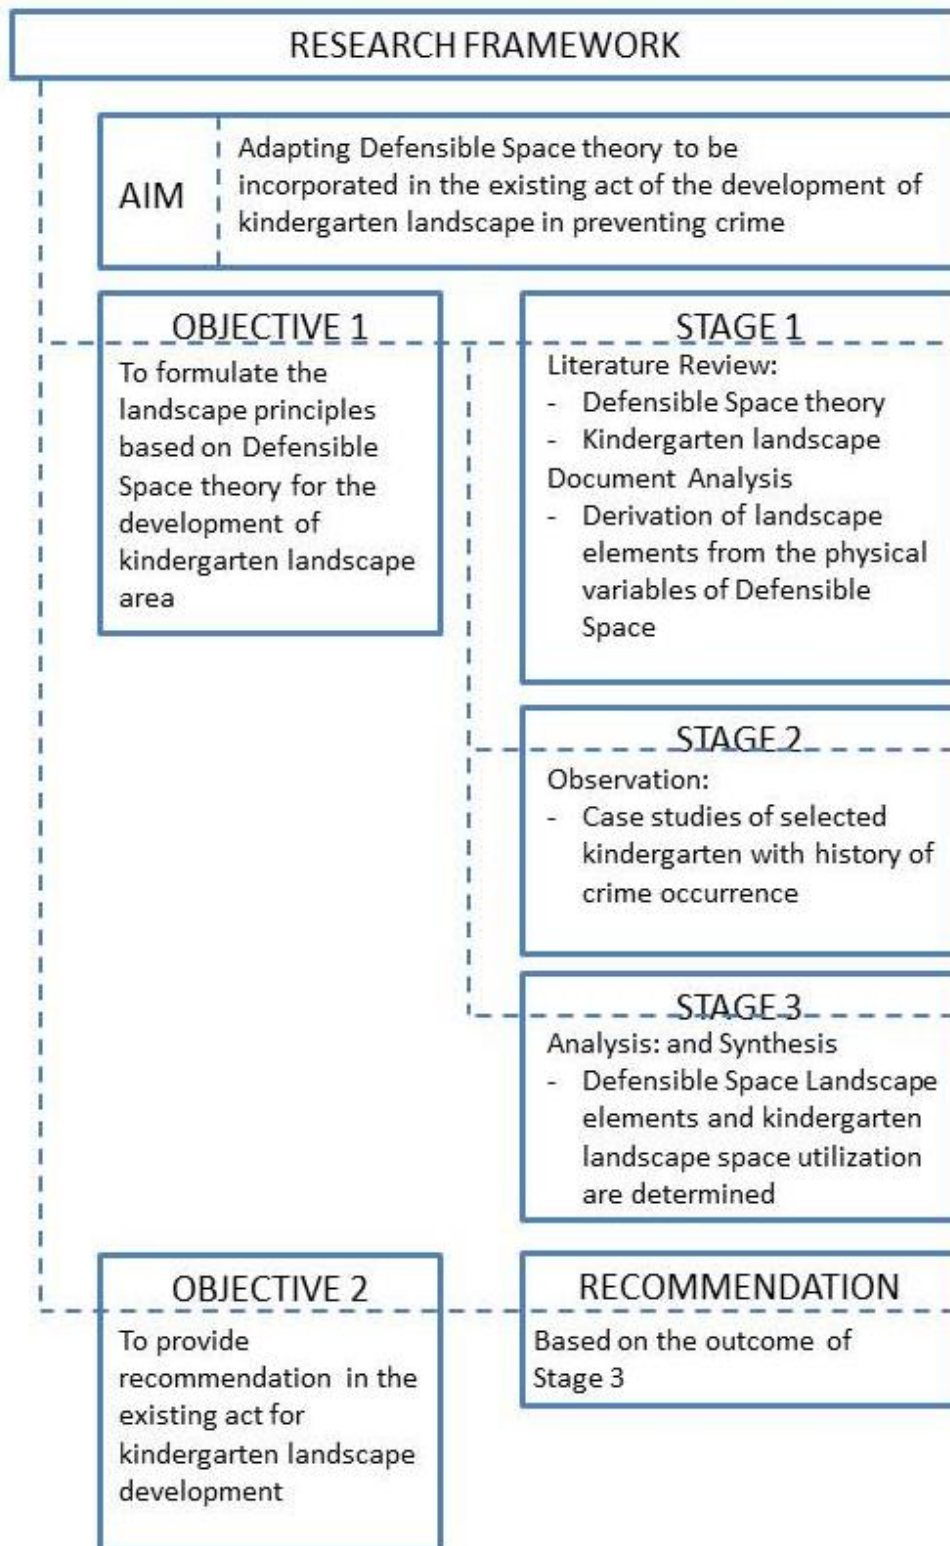 RESEARCH FRAMEWORK
AIM
Adapting Defensible Space theory to be
incorporated in the existing act of the development of
kindergarten landscape in preventing crime
OBJECTIVE 1
To formulate the
landscape principles
based on Defensible
Space theory for the
development of
kindergarten landscape
area
STAGE 1
Literature Review:
- Defensible Space theory
- Kindergarten landscape
Document Analysis
- Derivation of landscape
elements from the physical
variables of Defensible
Space
STAGE 2
Observation:
- Case studies of selected
kindergarten with history of
crime occurrence
STAGE 3
Analysis: and Synthesis
- Defensible Space Landscape
elements and kindergarten
landscape space utilization
are determined
OBJECTIVE 2
To provide
recommendation in the
existing act for
kindergarten landscape
development
RECOMMENDATION
Based on the outcome of
Stage 3